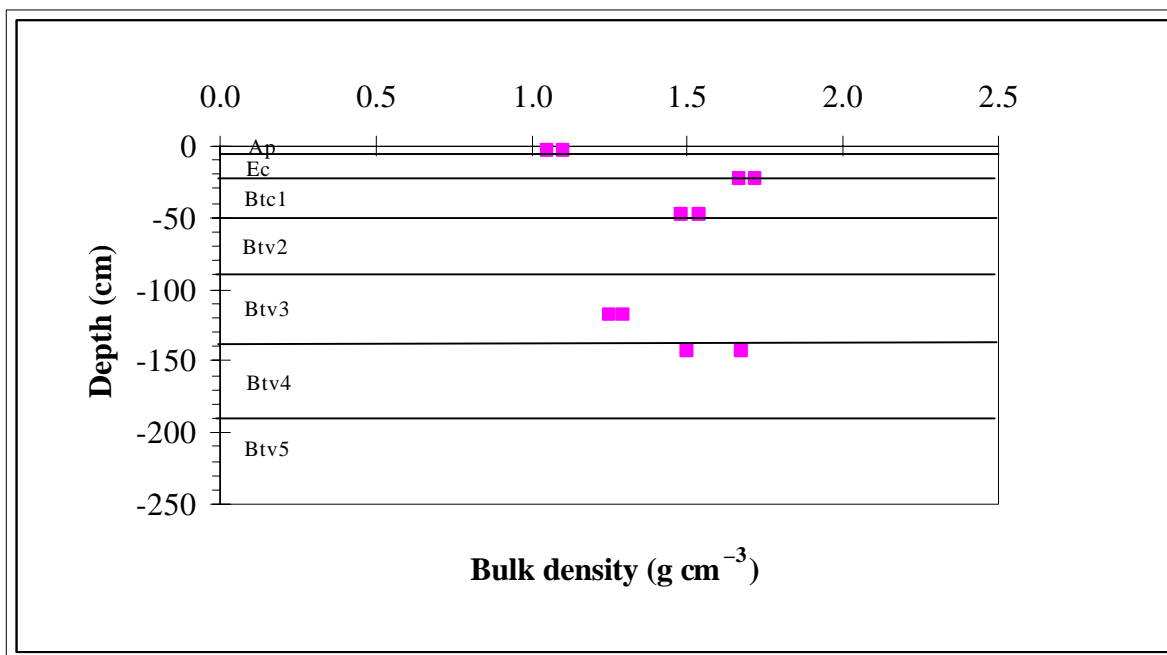 0.0 0.5 1.0 1.5 2.0 2.5
0
-50
-100
-150
-200
-250
Ap
Ec
Btc1
Btv2
Btv3
Btv4
Btv5
Depth (cm)
Bulk density (g cm⁻³)